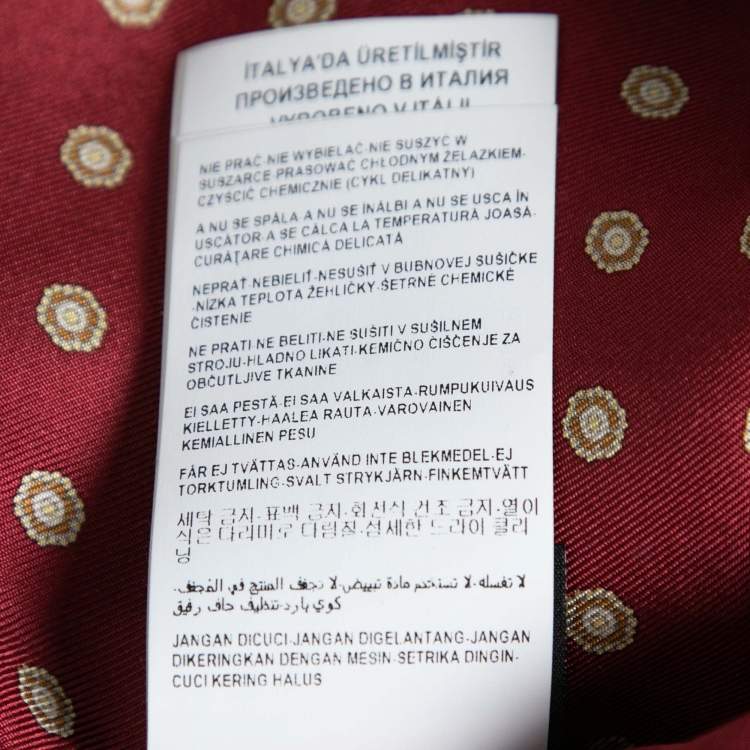 İTALYA'DA ÜRETİLMİŞTİR
ПРОИЗВЕДЕНО В ИТАЛИЯ
VYROBENO V ITÁLII
NIE PRAĆ-NIE WYBIELAĆ-NIE SUSZYĆ W
SUSZARCE-PRASOWAĆ CHŁODNYM ŻELAZKIEM-
CZYŚCIĆ CHEMICZNIE (CYKL DELIKATNY)
A NU SE SPĂLA-A NU SE ÎNĂLBI-A NU SE USCA ÎN
USCĂTOR-A SE CĂLCA LA TEMPERATURĂ JOASĂ-
CURĂŢARE CHIMICĂ DELICATĂ
NEPRAŤ-NEBIELIŤ-NESUŠIŤ V BUBNOVEJ SUŠIČKE
-NÍZKA TEPLOTA ŽEHLIČKY-ŠETRNÉ CHEMICKÉ
ČISTENIE
NE PRATI-NE BELITI-NE SUŠITI V SUŠILNEM
STROJU-HLADNO LIKATI-KEMIČNO ČIŠČENJE ZA
OBČUTLJIVE TKANINE
EI SAA PESTÄ-EI SAA VALKAISTA-RUMPUKUIVAUS
KIELLETTY-HAALEA RAUTA-VAROVAINEN
KEMIALLINEN PESU
FÅR EJ TVÄTTAS-ANVÄND INTE BLEKMEDEL-EJ
TORKTUMLING-SVALT STRYKJÄRN-FINKEMTVÄTT
세탁 금지-표백 금지-회전식 건조 금지-열이
식은 다리미로 다림질-섬세한 드라이 클리
닝
لا تغسله-لا تستخدم مادة تبييض-لا تجفف المنتج في المجفف-
كوي بارد-تنظيف جاف رفيق
JANGAN DICUCI-JANGAN DIGELANTANG-JANGAN
DIKERINGKAN DENGAN MESIN-SETRIKA DINGIN-
CUCI KERING HALUS